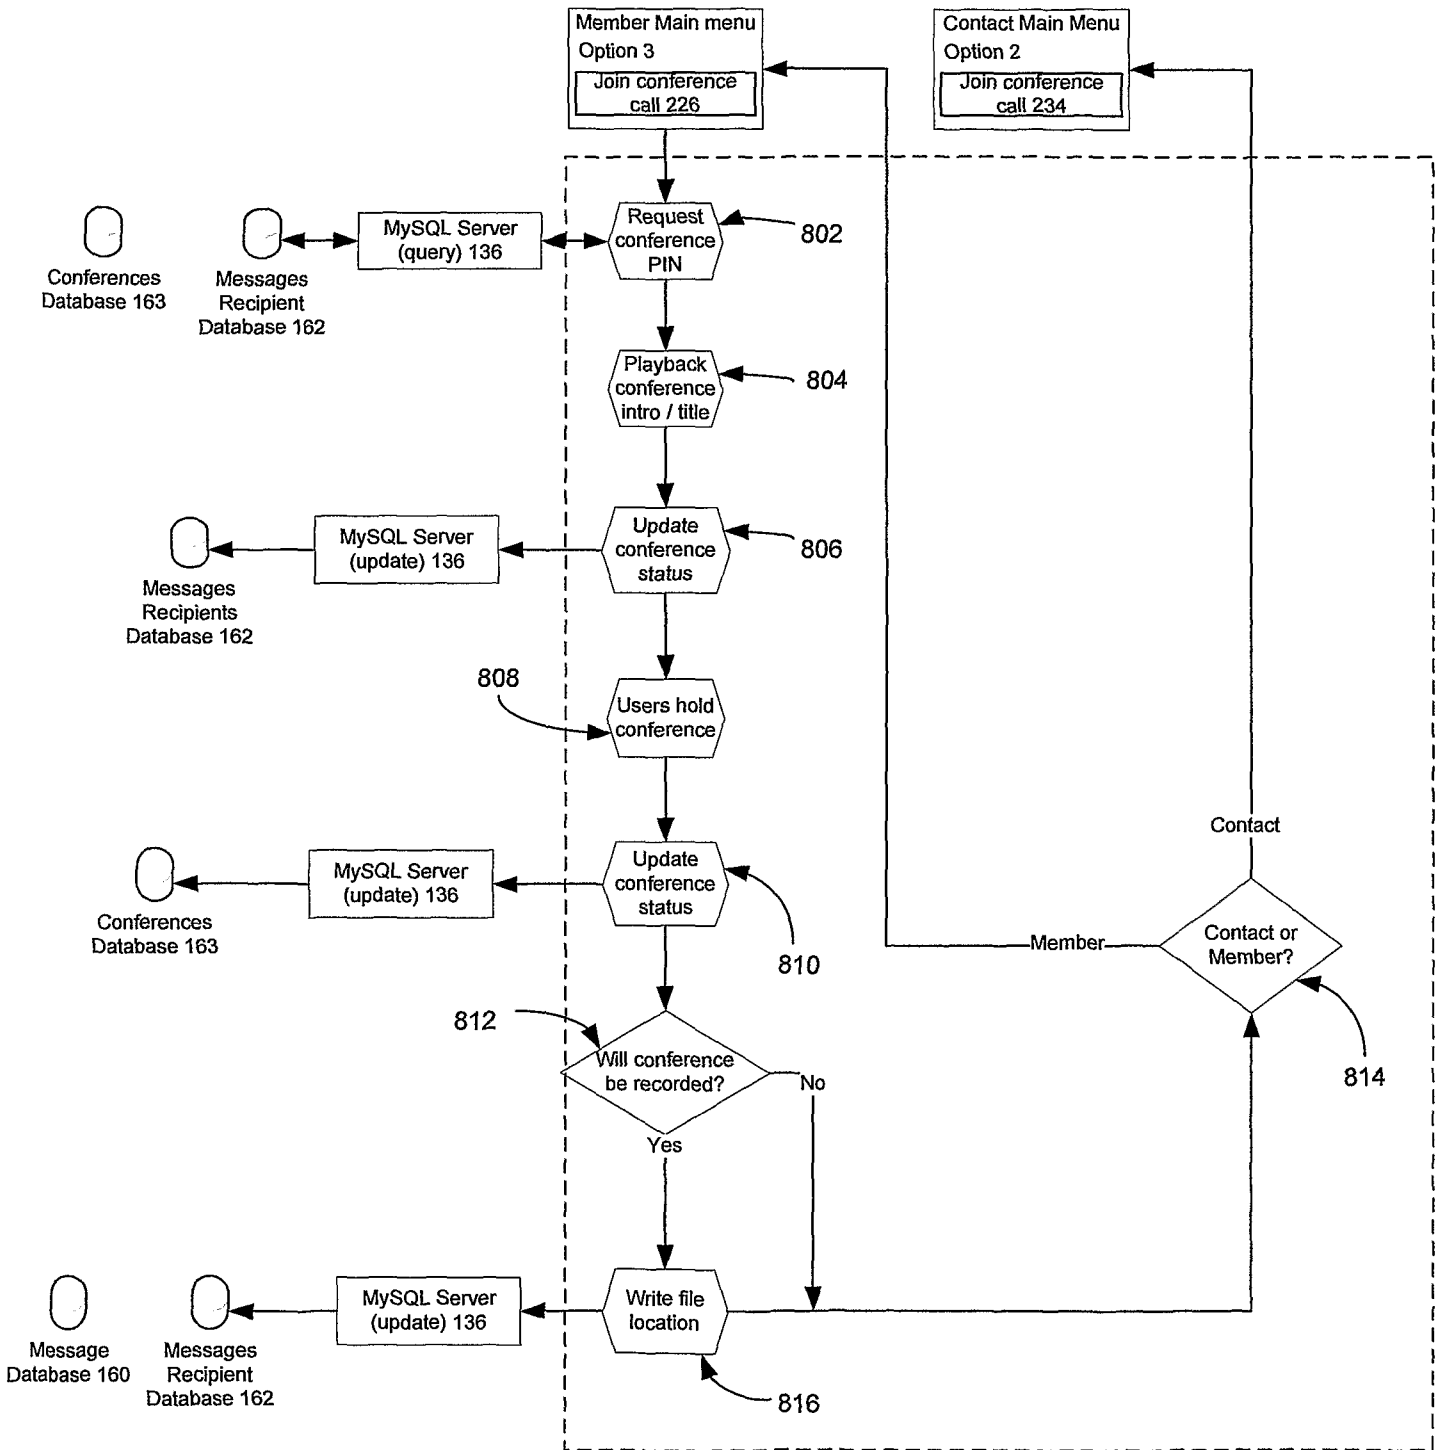 Member Main menu
Option 3
Join conference
call 226
Contact Main Menu
Option 2
Join conference
call 234
Conferences
Database 163
Messages
Recipient
Database 162
MySQL Server
(query) 136
Request
conference
PIN
802
Playback
conference
intro / title
804
Messages
Recipients
Database 162
MySQL Server
(update) 136
Update
conference
status
806
808
Users hold
conference
Conferences
Database 163
MySQL Server
(update) 136
Update
conference
status
810
Contact
Member
Contact or
Member?
814
812
Will conference
be recorded?
No
Yes
Message
Database 160
Messages
Recipient
Database 162
MySQL Server
(update) 136
Write file
location
816